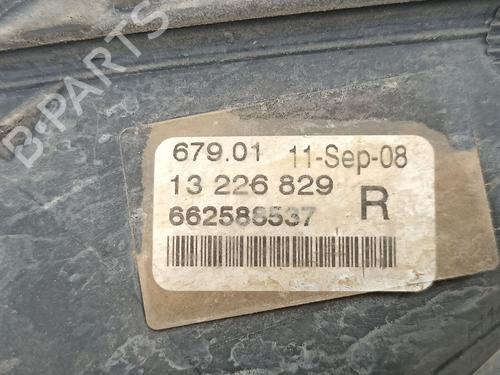 B-PARTS
679.01 11-Sep-08
13 226 829
662588537 R